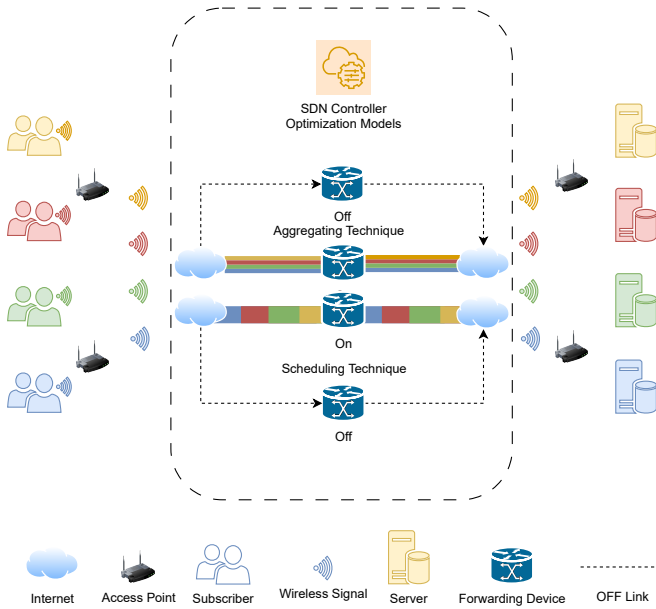 SDN Controller
Optimization Models
Off
Aggregating Technique
On
Scheduling Technique
Off
Internet
Access Point
Subscriber
Wireless Signal
Server
Forwarding Device
OFF Link